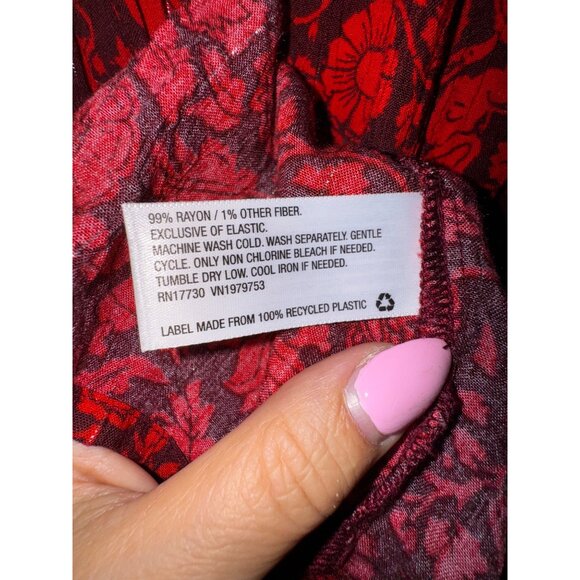 99% RAYON / 1% OTHER FIBER.
EXCLUSIVE OF ELASTIC.
MACHINE WASH COLD. WASH SEPARATELY. GENTLE
CYCLE. ONLY NON CHLORINE BLEACH IF NEEDED.
TUMBLE DRY LOW. COOL IRON IF NEEDED.
RN17730 VN1979753
LABEL MADE FROM 100% RECYCLED PLASTIC